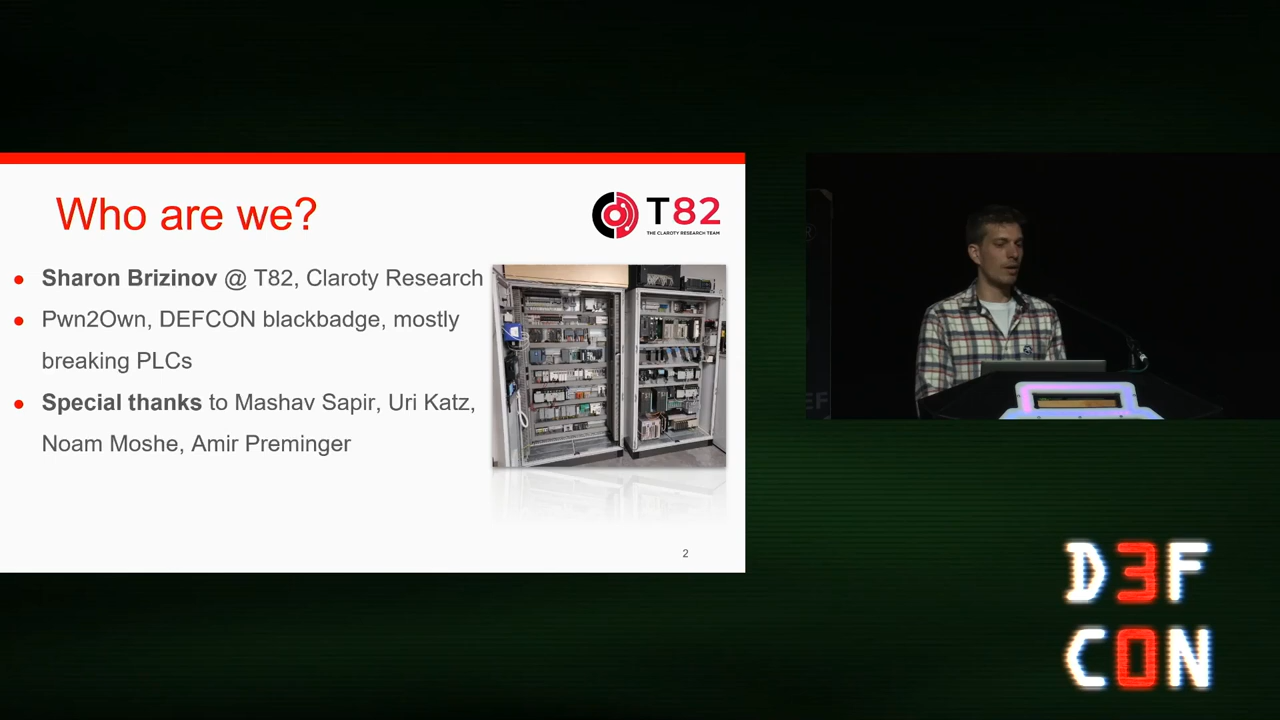 Who are we?
T82
THE CLAROTY RESEARCH TEAM
● Sharon Brizinov @ T82, Claroty Research
● Pwn2Own, DEFCON blackbadge, mostly
breaking PLCs
● Special thanks to Mashav Sapir, Uri Katz,
Noam Moshe, Amir Preminger
2
D3F
C0N